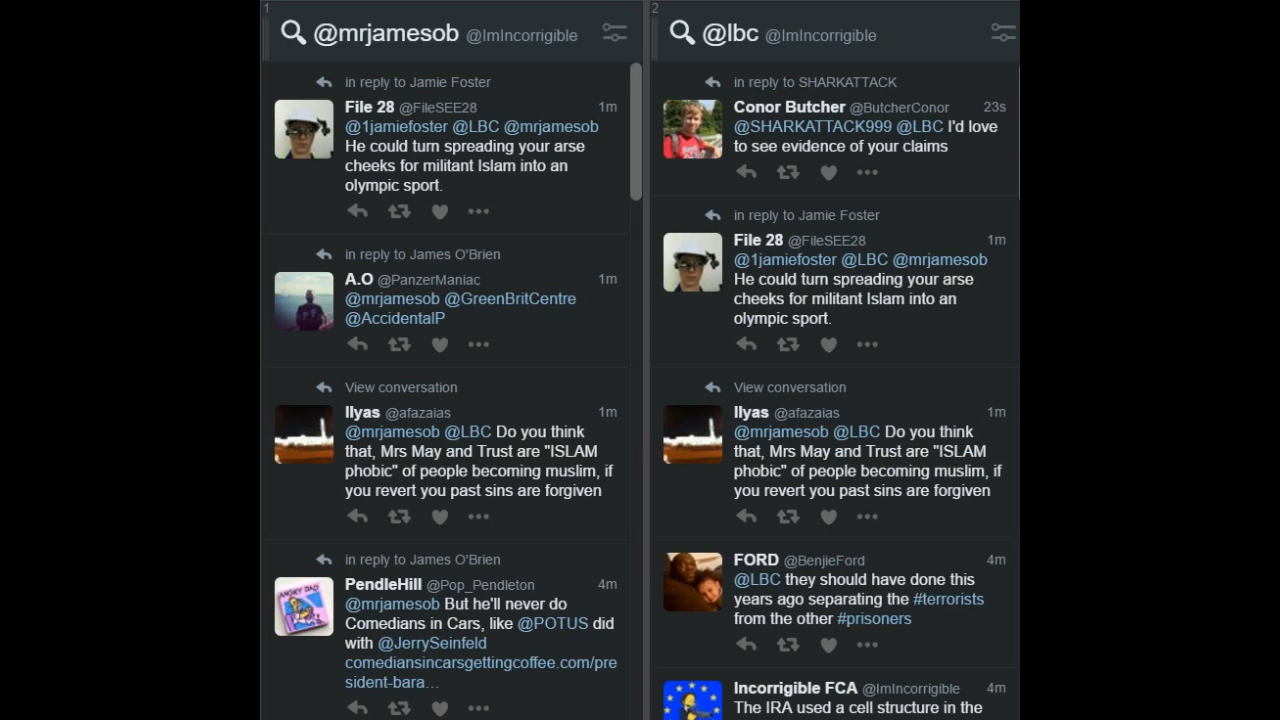 1
@mrjamesob @ImIncorrigible
in reply to Jamie Foster
File 28 @FileSEE28 1m
@1jamiefoster @LBC @mrjamesob
He could turn spreading your arse
cheeks for militant Islam into an
olympic sport.
in reply to James O'Brien
A.O @PanzerManiac 1m
@mrjamesob @GreenBritCentre
@AccidentalP
View conversation
Ilyas @afazaias 1m
@mrjamesob @LBC Do you think
that, Mrs May and Trust are "ISLAM
phobic" of people becoming muslim, if
you revert you past sins are forgiven
in reply to James O'Brien
PendleHill @Pop_Pendleton 4m
ANGRY DAD
@mrjamesob But he'll never do
Comedians in Cars, like @POTUS did
with @JerrySeinfeld
comediansincarsgettingcoffee.com/pre
sident-bara…
2
@lbc @ImIncorrigible
in reply to SHARKATTACK
Conor Butcher @ButcherConor 23s
@SHARKATTACK999 @LBC I'd love
to see evidence of your claims
in reply to Jamie Foster
File 28 @FileSEE28 1m
@1jamiefoster @LBC @mrjamesob
He could turn spreading your arse
cheeks for militant Islam into an
olympic sport.
View conversation
Ilyas @afazaias 1m
@mrjamesob @LBC Do you think
that, Mrs May and Trust are "ISLAM
phobic" of people becoming muslim, if
you revert you past sins are forgiven
FORD @BenjieFord 4m
@LBC they should have done this
years ago separating the #terrorists
from the other #prisoners
Incorrigible FCA @ImIncorrigible 4m
The IRA used a cell structure in the